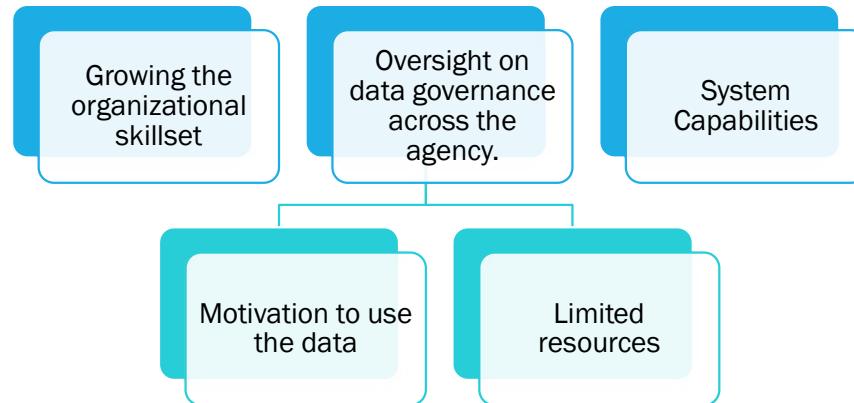 Growing the
organizational
skillset
Oversight on
data governance
across the
agency.
System
Capabilities
Motivation to use
the data
Limited
resources